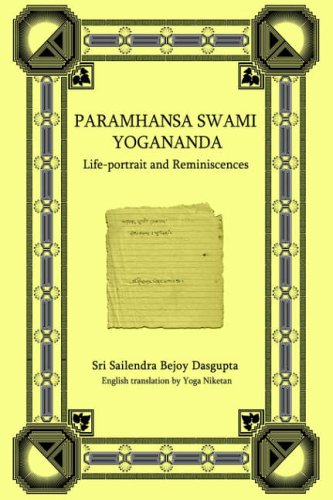 PARAMHANSA SWAMI
YOGANANDA
Life-portrait and Reminiscences
Sri Sailendra Bejoy Dasgupta
English translation by Yoga Niketan